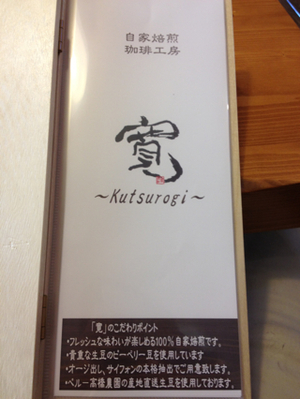 自家焙煎
珈琲工房
寛
～Kutsurogi～
「寛」のこだわりポイント
・フレッシュな味わいが楽しめる100％自家焙煎です。
・貴重な生豆のピーベリー豆を使用しています
・オージ出し、サイフォンの本格抽出でご用意致します。
・ペルー高橋農園の産地直送生豆を使用しております。